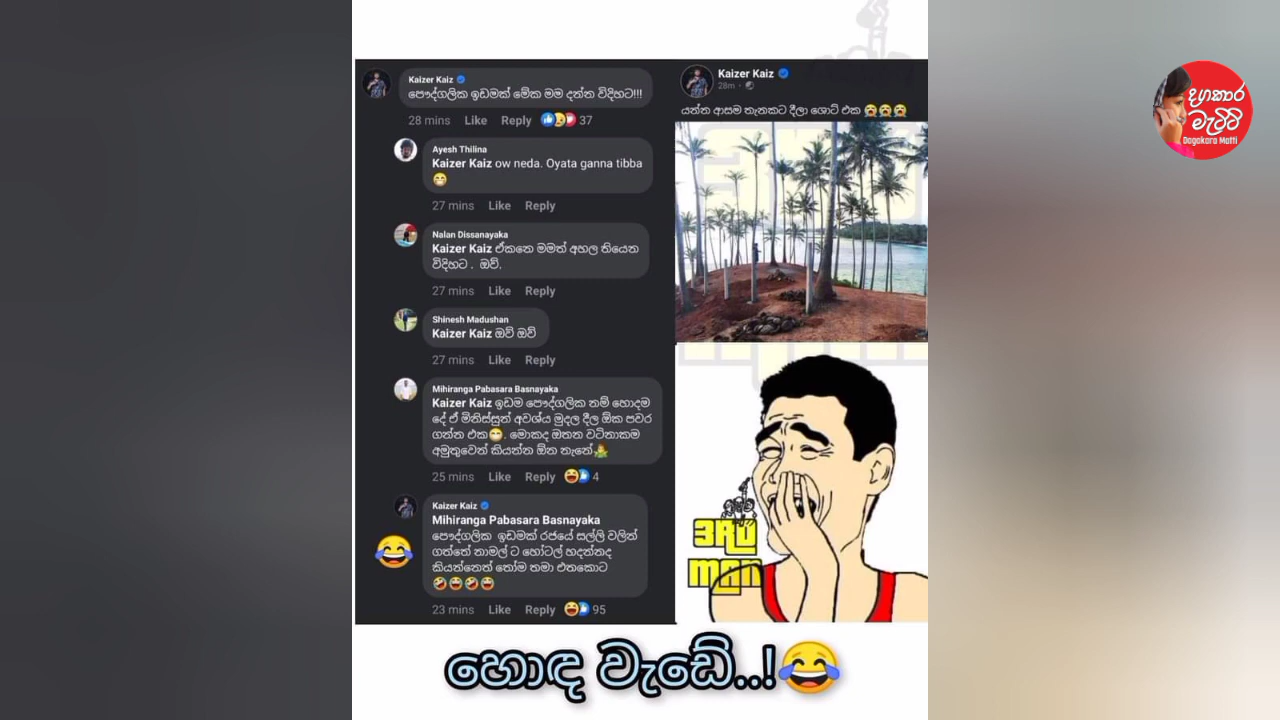 Kaizer Kaiz
පෞද්ගලික ඉඩමක් මේක මම දන්න විදිහට!!!
28 mins Like Reply 37
Ayesh Thilina
Kaizer Kaiz ow neda. Oyata ganna tibba
😁
27 mins Like Reply
Nalan Dissanayaka
Kaizer Kaiz ඒකනෙ මමත් අහල තියෙන
විදිහට . ඔව්.
27 mins Like Reply
Shinesh Madushan
Kaizer Kaiz ඔව් ඔව්
27 mins Like Reply
Mihiranga Pabasara Basnayaka
Kaizer Kaiz ඉඩම පෞද්ගලික නම් හොදම
දේ ඒ මිනිස්සුන් අවශ්ය මුදල දීල ඕක පවර
ගන්න එක😁. මොකද ඔතන වටිනාකම
අමුතුවෙන් කියන්න ඕන නැනේ
25 mins Like Reply 4
Kaizer Kaiz
Mihiranga Pabasara Basnayaka
පෞද්ගලික ඉඩමක් රජයේ සල්ලි වලින්
ගත්තේ නාමල් ට හෝටල් හදන්නද
කියන්නෙත් තෝම තමා එතකොට
🤣😂🤣😂
23 mins Like Reply 95
Kaizer Kaiz
28m
යන්න ආසම තැනකට දීලා ශොට් එක 😭😭😭
3RD
MAN
හොඳ වැඩේ..!😂
දගකාර
මැට්ටි
Dagakara Matti